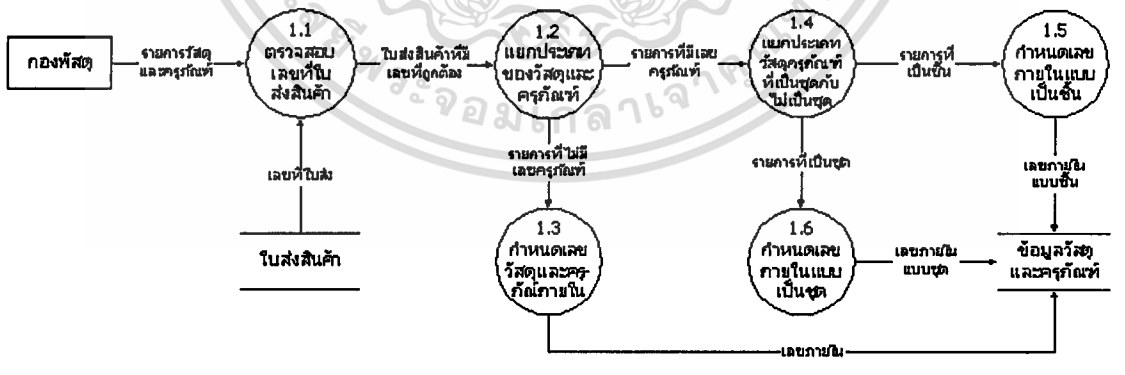 กองพัสดุ
รายการวัสดุ
และครุภัณฑ์
1.1
ตรวจสอบ
เลขที่ใบ
ส่งสินค้า
ใบส่งสินค้าที่มี
เลขที่ถูกต้อง
1.2
แยกประเภท
ของวัสดุและ
ครุภัณฑ์
รายการที่มีเลข
ครุภัณฑ์
1.4
แยกประเภท
วัสดุครุภัณฑ์
ที่เป็นชุดกับ
ไม่เป็นชุด
รายการที่
เป็นชิ้น
1.5
กำหนดเลข
ภายในแบบ
เป็นชิ้น
พระจอมเกล้าเจ้าคุณ
เลขที่ใบส่ง
รายการที่ไม่มี
เลขครุภัณฑ์
รายการที่เป็นชุด
เลขภายใน
แบบชิ้น
ใบส่งสินค้า
1.3
กำหนดเลข
วัสดุและครุ-
ภัณ์ภายใน
1.6
กำหนดเลข
ภายในแบบ
เป็นชุด
เลขภายใน
แบบชุด
ข้อมูลวัสดุ
และครุภัณฑ์
เลขภายใน